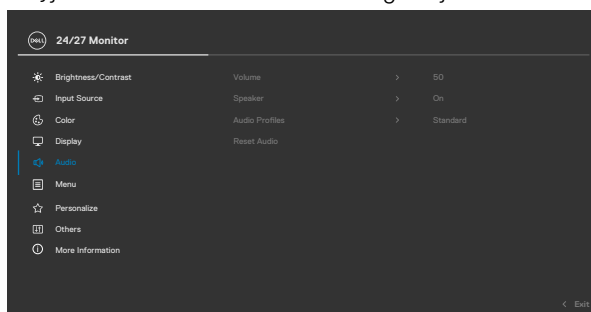 DELL 24/27 Monitor
Brightness/Contrast Volume > 50
Input Source Speaker > On
Color Audio Profiles > Standard
Display Reset Audio
Audio
Menu
Personalize
Others
More Information
< Exit